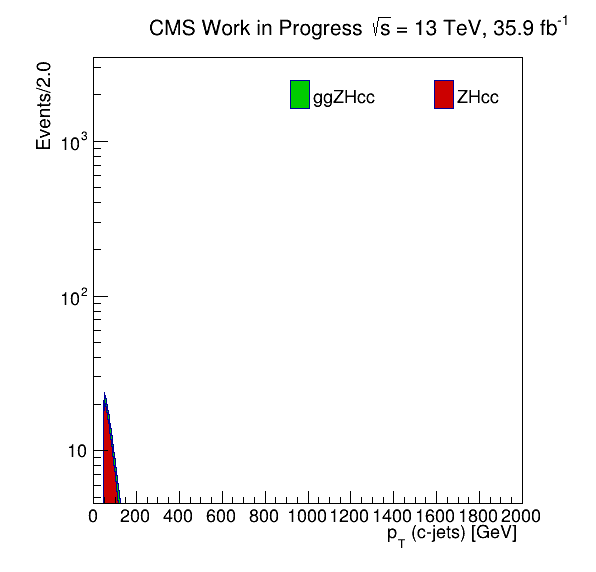 CMS Work in Progress √s = 13 TeV, 35.9 fb⁻¹
Events/2.0
ggZHcc ZHcc
10³
10²
10
0 200 400 600 800 1000 1200 1400 1600 1800 2000
p_T (c-jets) [GeV]